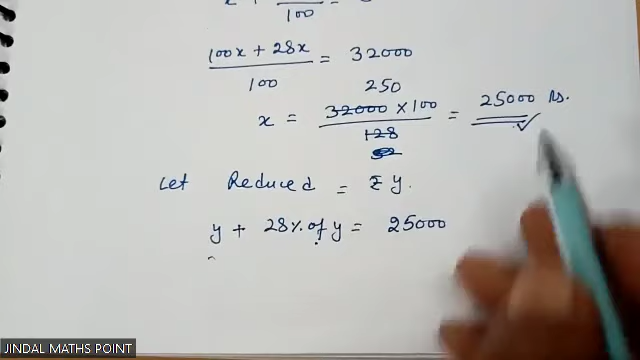 100
100x + 28x = 32000
100
250
x = 32000 × 100 = 25000 Rs.
128
Let Reduced = ₹ y.
y + 28% of y = 25000
JINDAL MATHS POINT